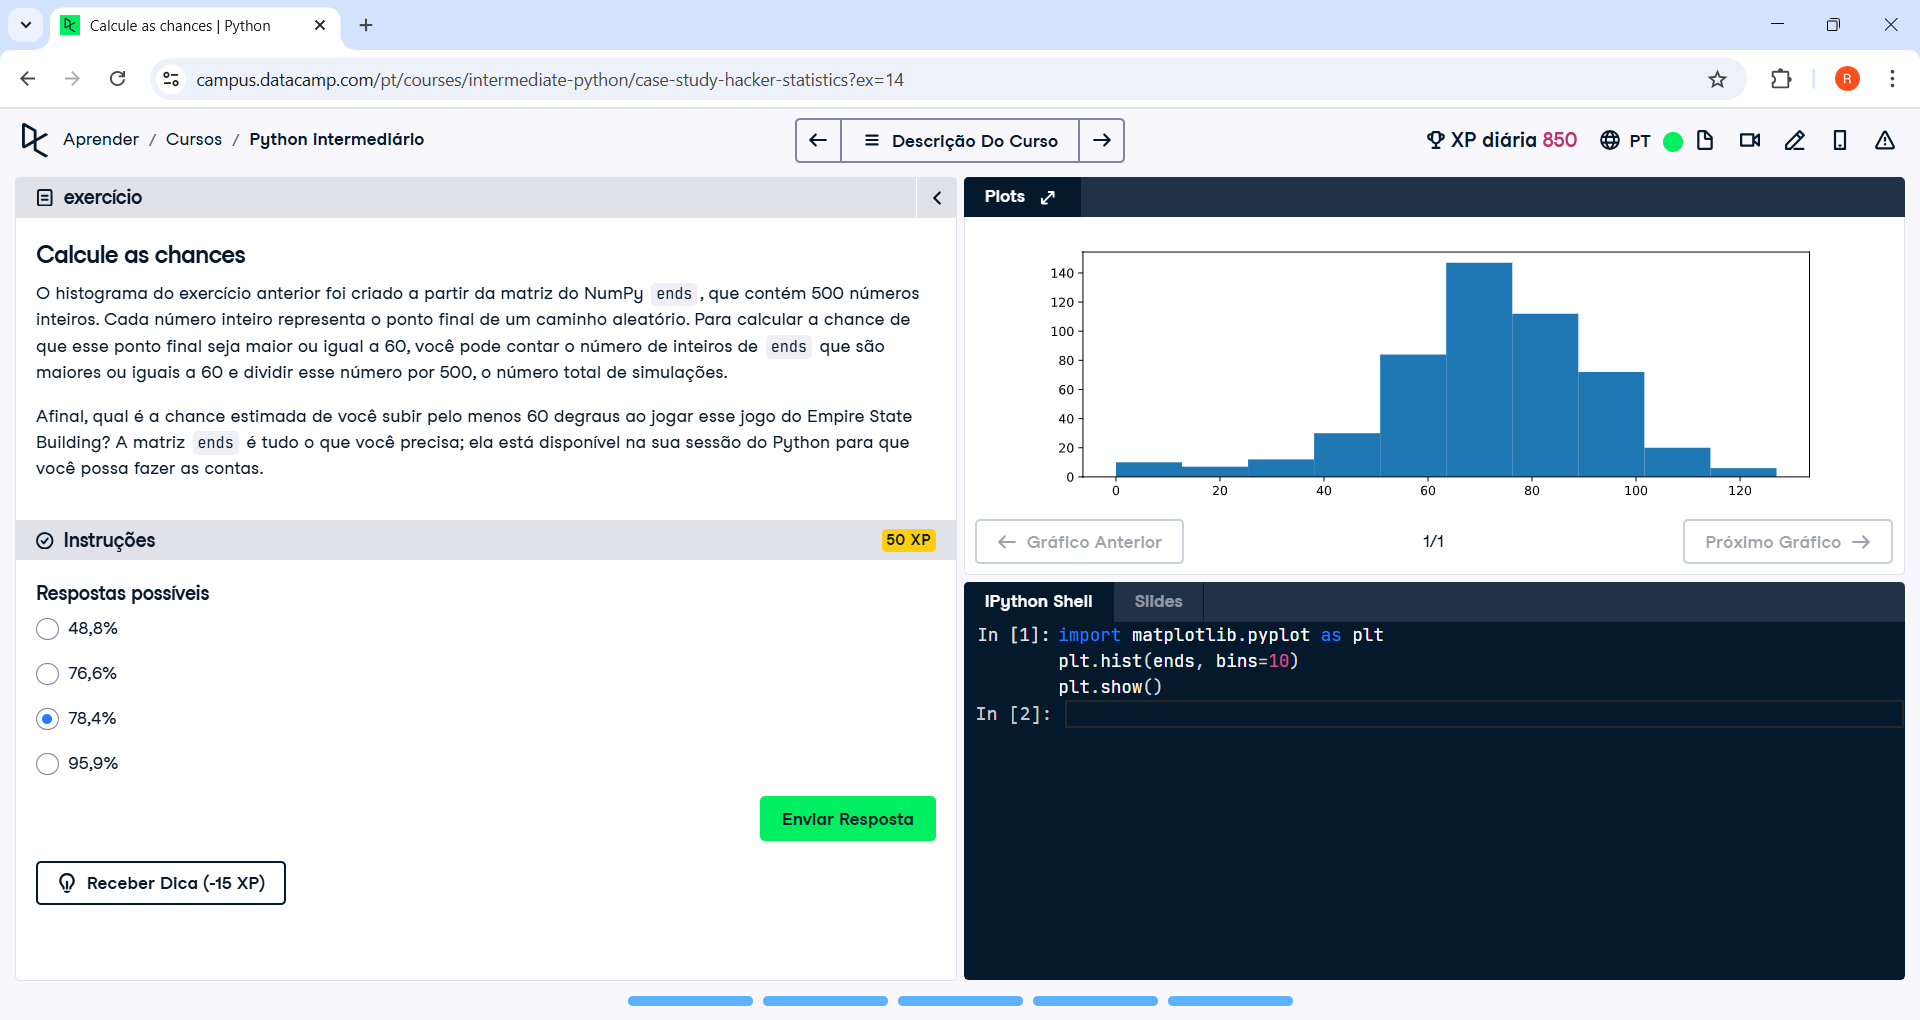 Calcule as chances | Python
campus.datacamp.com/pt/courses/intermediate-python/case-study-hacker-statistics?ex=14
R
Aprender / Cursos / Python intermediário
Descrição Do Curso
XP diária 850
PT
exercício
Calcule as chances
O histograma do exercício anterior foi criado a partir da matriz do NumPy ends, que contém 500 números
inteiros. Cada número inteiro representa o ponto final de um caminho aleatório. Para calcular a chance de
que esse ponto final seja maior ou igual a 60, você pode contar o número de inteiros de ends que são
maiores ou iguais a 60 e dividir esse número por 500, o número total de simulações.
Afinal, qual é a chance estimada de você subir pelo menos 60 degraus ao jogar esse jogo do Empire State
Building? A matriz ends é tudo o que você precisa; ela está disponível na sua sessão do Python para que
você possa fazer as contas.
Instruções
50 XP
Respostas possíveis
48,8%
76,6%
78,4%
95,9%
Enviar Resposta
Receber Dica (-15 XP)
Plots
140
120
100
80
60
40
20
0
0 20 40 60 80 100 120
Gráfico Anterior
1/1
Próximo Gráfico
IPython Shell
Slides
In [1]: import matplotlib.pyplot as plt
plt.hist(ends, bins=10)
plt.show()
In [2]: